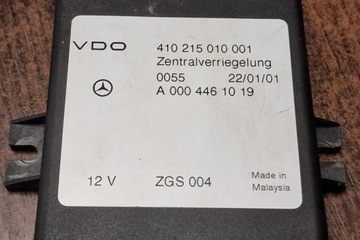 VDO 410 215 010 001
Zentralverriegelung
0055 22/01/01
A 000 446 10 19
12 V ZGS 004 Made in
Malaysia